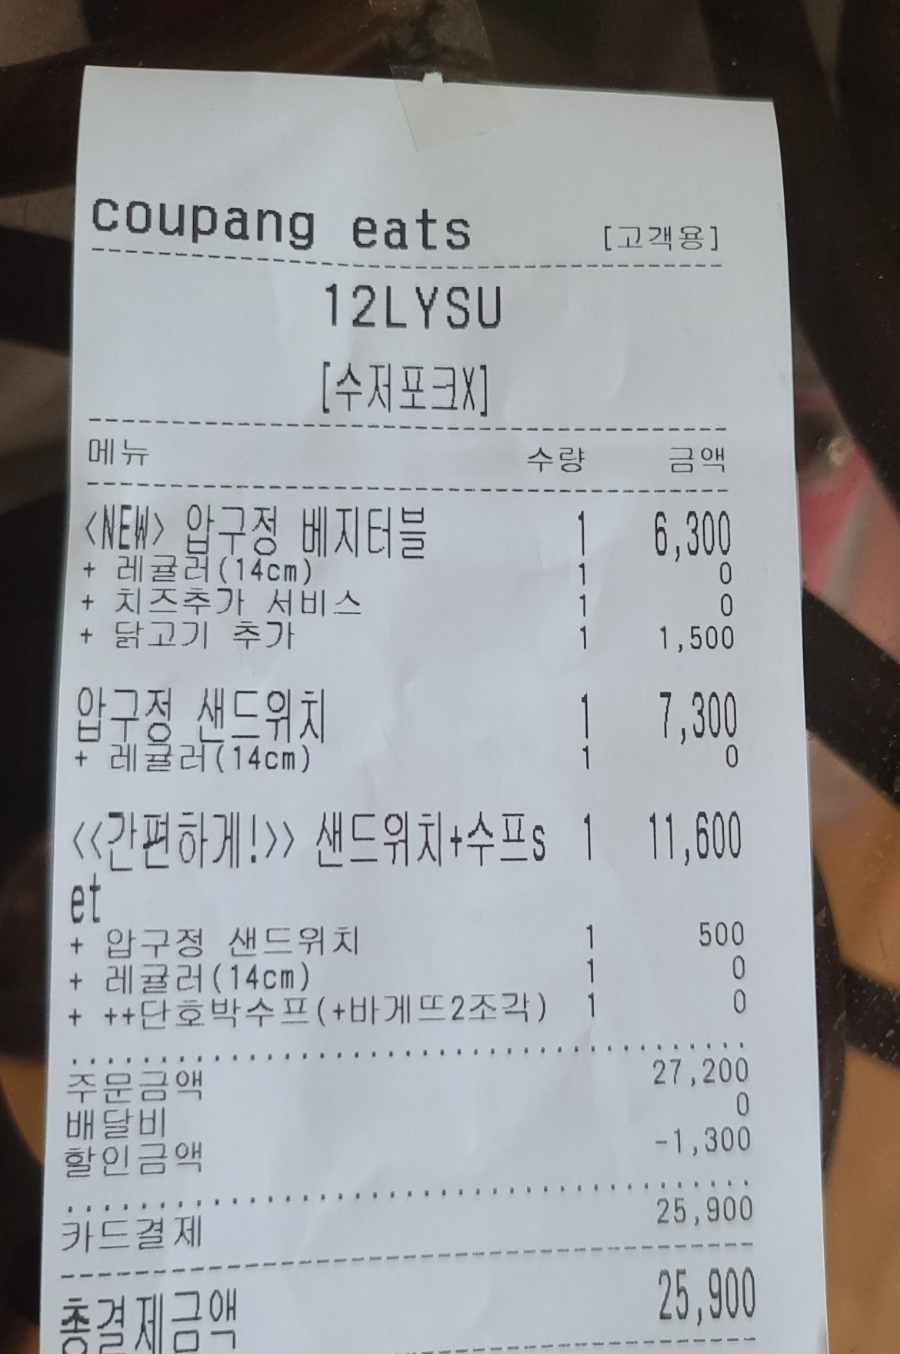 coupang eats [고객용]
12LYSU
[수저포크X]
메뉴 수량 금액
<NEW> 압구정 베지터블 1 6,300
+ 레귤러(14cm) 1 0
+ 치즈추가 서비스 1 0
+ 닭고기 추가 1 1,500
압구정 샌드위치 1 7,300
+ 레귤러(14cm) 1 0
<<간편하게!>> 샌드위치+수프s 1 11,600
et
+ 압구정 샌드위치 1 500
+ 레귤러(14cm) 1 0
+ ++단호박수프(+바게뜨2조각) 1 0
주문금액 27,200
배달비 0
할인금액 -1,300
카드결제 25,900
총결제금액 25,900